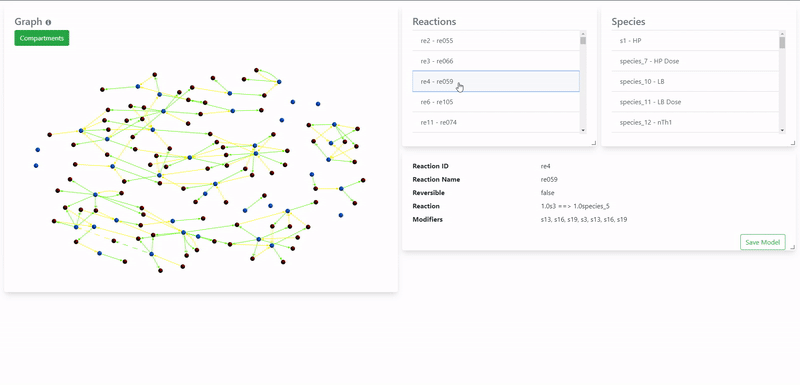 Graph
Compartments
Reactions
re2 - re055
re3 - re066
re4 - re059
re6 - re105
re11 - re074
Species
s1 - HP
species_7 - HP Dose
species_10 - LB
species_11 - LB Dose
species_12 - nTh1
Reaction ID re4
Reaction Name re059
Reversible false
Reaction 1.0s3 ==> 1.0species_5
Modifiers s13, s16, s19, s3, s13, s16, s19
Save Model